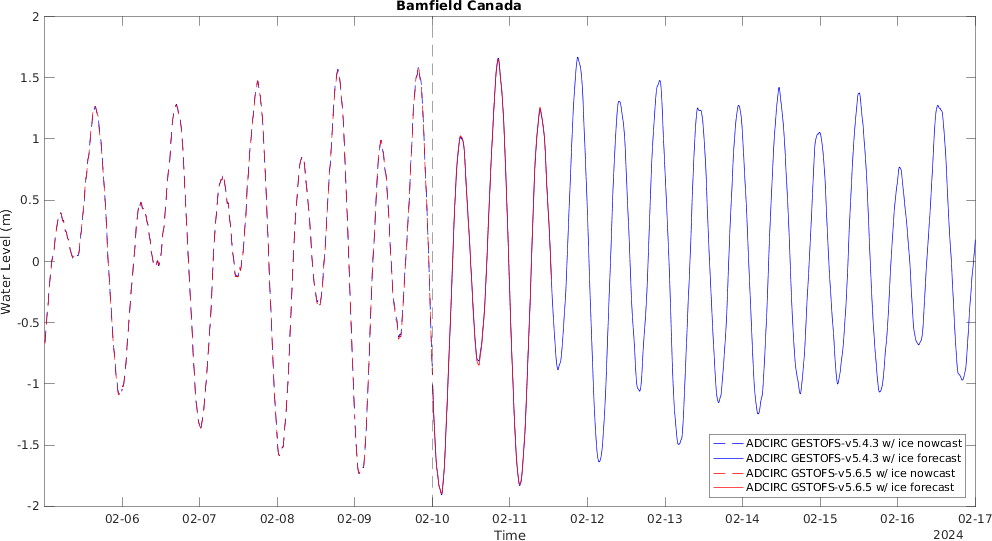 Bamfield Canada
2
1.5
1
0.5
0
-0.5
-1
-1.5
-2
Water Level (m)
02-06 02-07 02-08 02-09 02-10 02-11 02-12 02-13 02-14 02-15 02-16 02-17
Time
2024
ADCIRC GESTOFS-v5.4.3 w/ ice nowcast
ADCIRC GESTOFS-v5.4.3 w/ ice forecast
ADCIRC GSTOFS-v5.6.5 w/ ice nowcast
ADCIRC GSTOFS-v5.6.5 w/ ice forecast